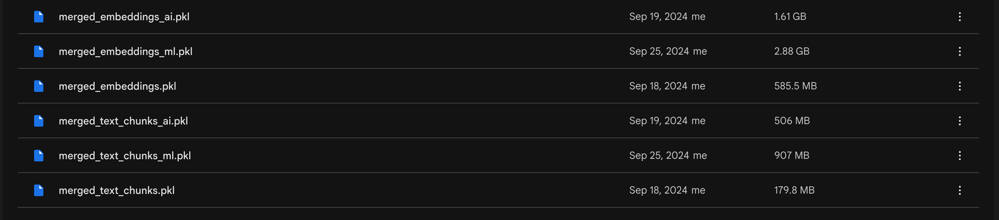 merged_embeddings_ai.pkl Sep 19, 2024 me 1.61 GB
merged_embeddings_ml.pkl Sep 25, 2024 me 2.88 GB
merged_embeddings.pkl Sep 18, 2024 me 585.5 MB
merged_text_chunks_ai.pkl Sep 19, 2024 me 506 MB
merged_text_chunks_ml.pkl Sep 25, 2024 me 907 MB
merged_text_chunks.pkl Sep 18, 2024 me 179.8 MB